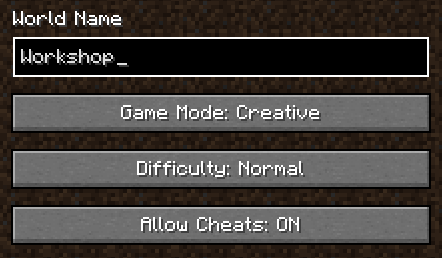 World Name
Workshop_
Game Mode: Creative
Difficulty: Normal
Allow Cheats: ON